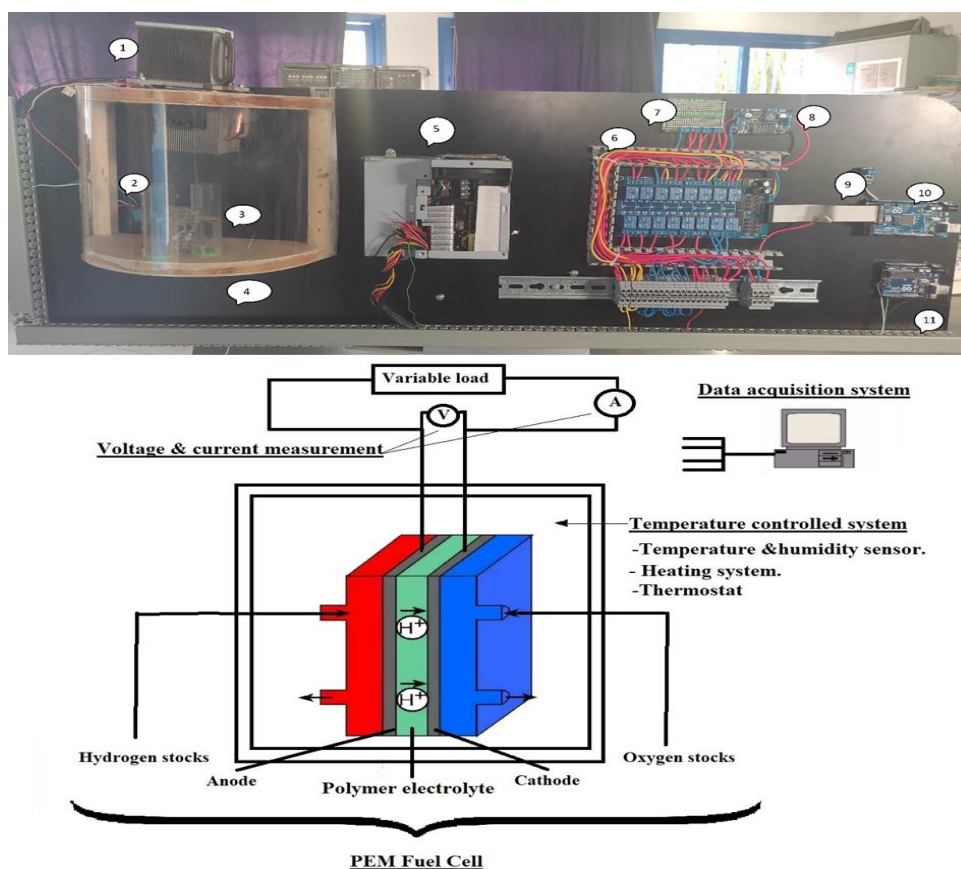 1
2
3
4
5
6
7
8
9
10
11
Variable load
V
A
Data acquisition system
Voltage & current measurement
Temperature controlled system
-Temperature &humidity sensor.
- Heating system.
-Thermostat
H+
H+
Hydrogen stocks
Anode
Polymer electrolyte
Cathode
Oxygen stocks
PEM Fuel Cell